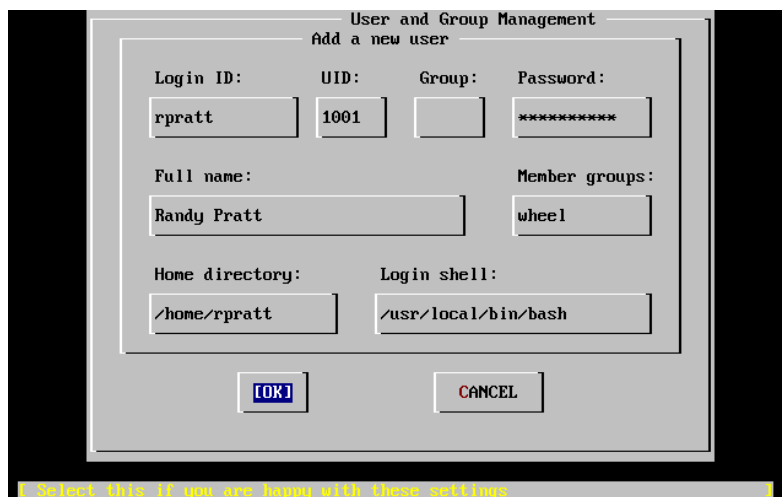 User and Group Management
Add a new user
Login ID: UID: Group: Password:
rpratt 1001 **********
Full name: Member groups:
Randy Pratt wheel
Home directory: Login shell:
/home/rpratt /usr/local/bin/bash
[OK] CANCEL
[ Select this if you are happy with these settings ]